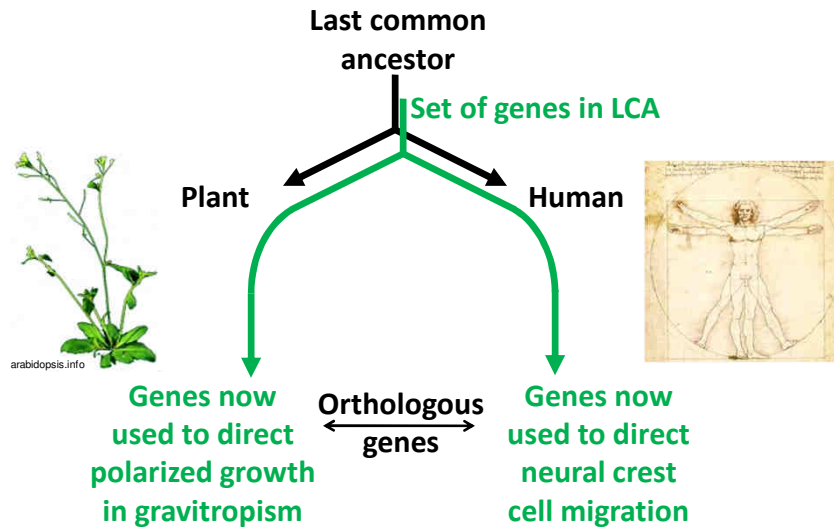 Last common
ancestor
Set of genes in LCA
Plant
Human
arabidopsis.info
Genes now
used to direct
polarized growth
in gravitropism
Orthologous
genes
Genes now
used to direct
neural crest
cell migration